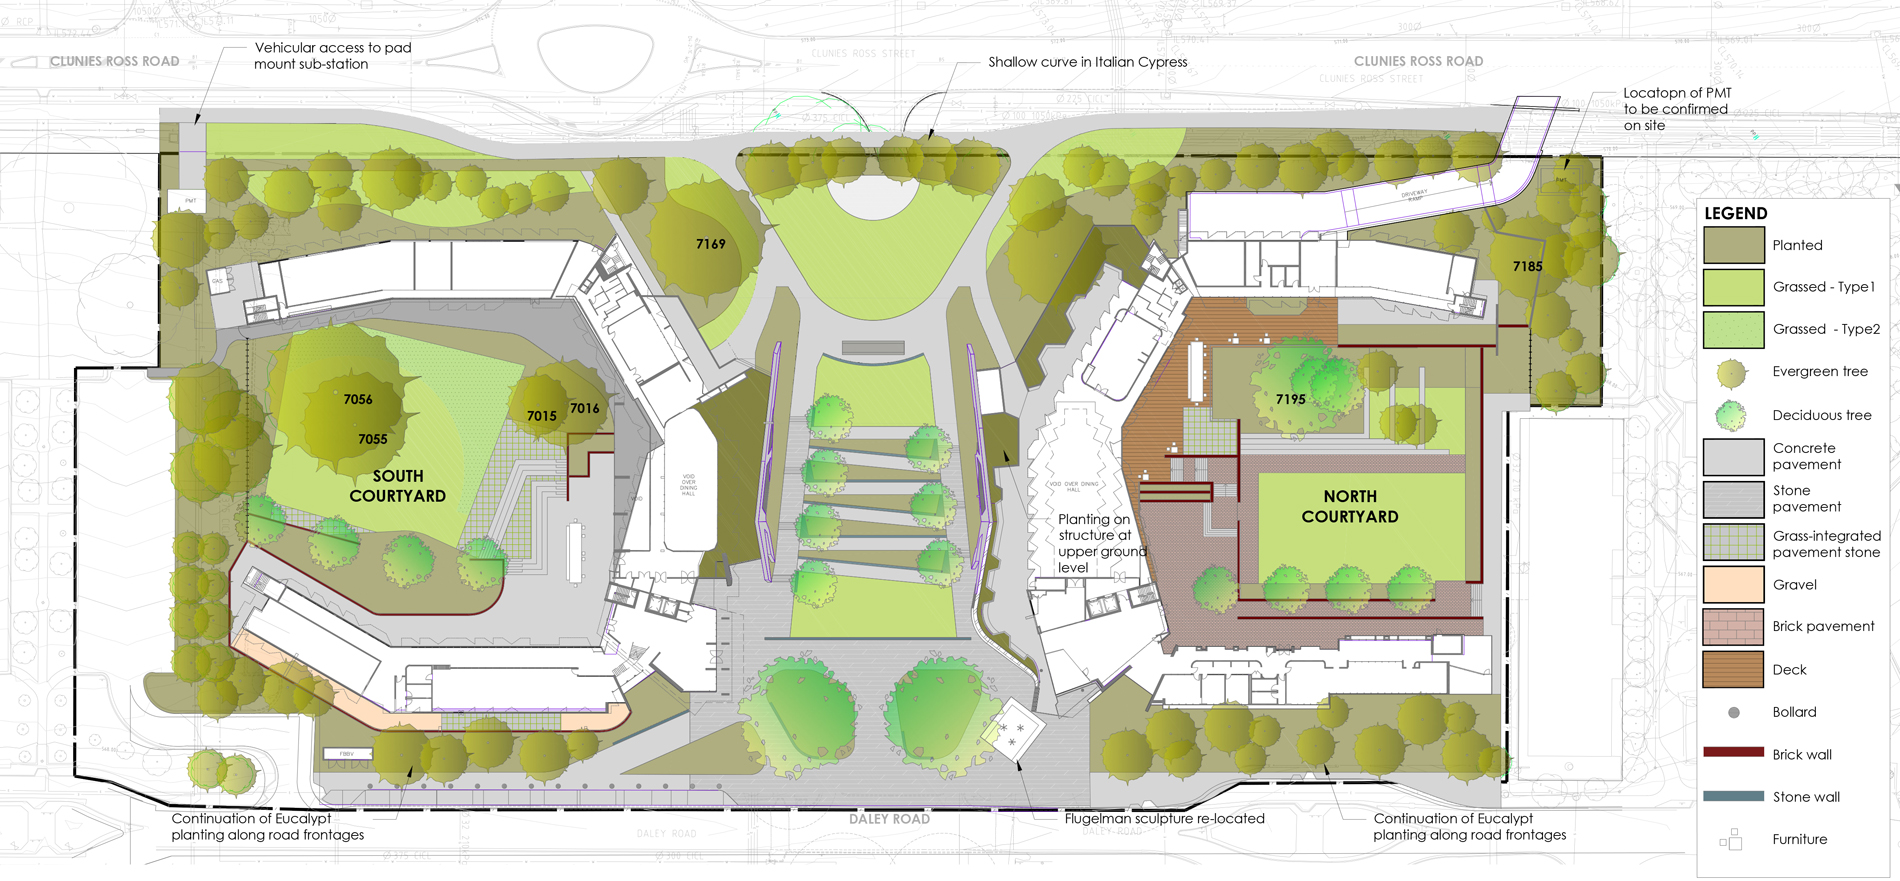 CLUNIES ROSS ROAD
Vehicular access to pad
mount sub-station
CLUNIES ROSS STREET
Shallow curve in Italian Cypress
CLUNIES ROSS ROAD
CLUNIES ROSS STREET
Locatopn of PMT
to be confirmed
on site
PMT
PMT
DRIVEWAY
RAMP
GAS
7169
7185
7056
7055
7015
7016
7195
SOUTH
COURTYARD
NORTH
COURTYARD
VOID
OVER
DINING
HALL
VOID OVER DINING
HALL
VOID
Planting on
structure at
upper ground
level
Continuation of Eucalypt
planting along road frontages
DALEY ROAD
DALEY ROAD
Flugelman sculpture re-located
DALEY ROAD
Continuation of Eucalypt
planting along road frontages
LEGEND
Planted
Grassed - Type1
Grassed - Type2
Evergreen tree
Deciduous tree
Concrete
pavement
Stone
pavement
Grass-integrated
pavement stone
Gravel
Brick pavement
Deck
Bollard
Brick wall
Stone wall
Furniture